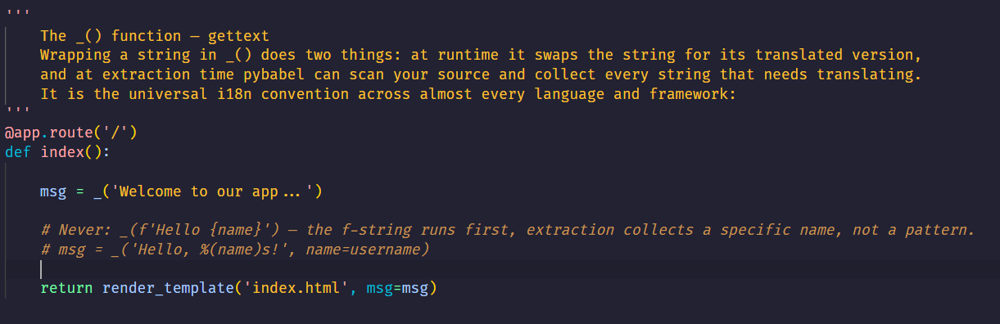 '''
    The _() function — gettext
    Wrapping a string in _() does two things: at runtime it swaps the string for its translated version,
    and at extraction time pybabel can scan your source and collect every string that needs translating.
    It is the universal i18n convention across almost every language and framework:
'''
@app.route('/')
def index():
    msg = _('Welcome to our app...')
    # Never: _(f'Hello {name}') — the f-string runs first, extraction collects a specific name, not a pattern.
    # msg = _('Hello, %(name)s!', name=username)
    return render_template('index.html', msg=msg)